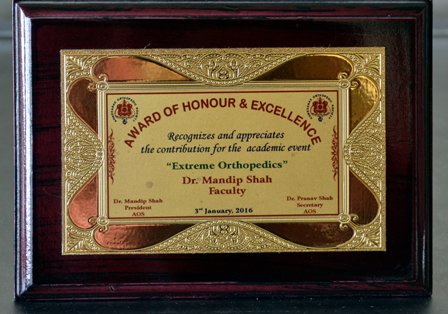 AWARD OF HONOUR & EXCELLENCE
Recognizes and appreciates
the contribution for the academic event
"Extreme Orthopedics"
Dr. Mandip Shah
Faculty
Dr. Mandip Shah
President
AOS
Dr. Pranav Shah
Secretary
AOS
3rd January, 2016